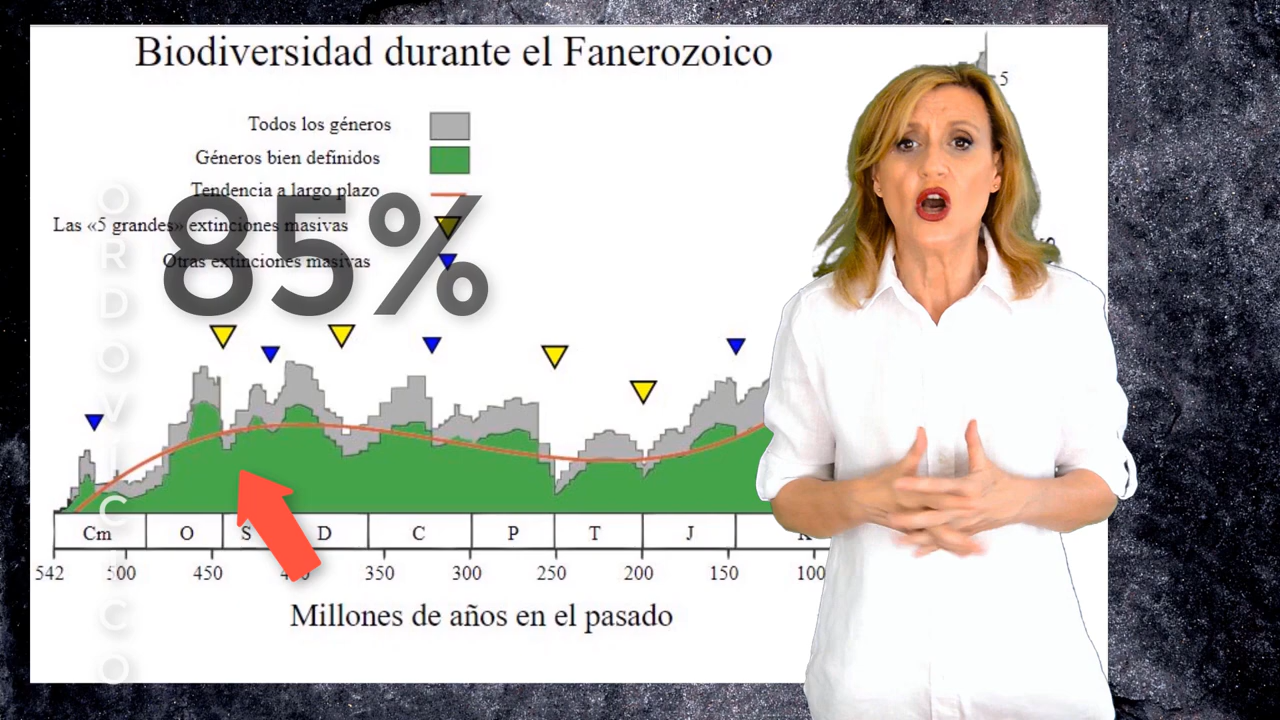 Biodiversidad durante el Fanerozoico
5
Todos los géneros
Géneros bien definidos
Tendencia a largo plazo
Las «5 grandes» extinciones masivas
Otras extinciones masivas
85%
ORDOVÍCICO
Cm O S D C P T J K
542 500 450 400 350 300 250 200 150 100
Millones de años en el pasado